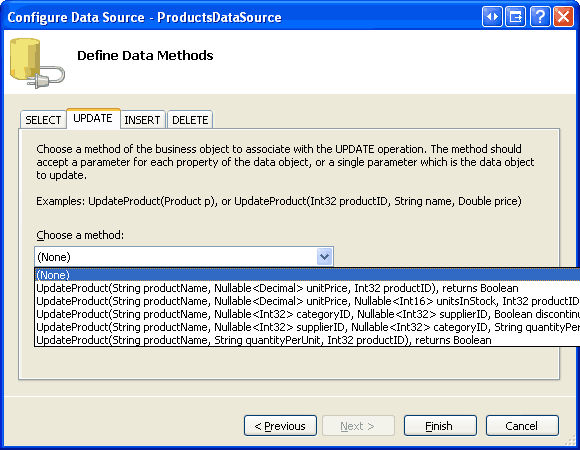 Configure Data Source - ProductsDataSource
Define Data Methods
SELECT UPDATE INSERT DELETE
Choose a method of the business object to associate with the UPDATE operation. The method should
accept a parameter for each property of the data object, or a single parameter which is the data object
to update.
Examples: UpdateProduct(Product p), or UpdateProduct(Int32 productID, String name, Double price)
Choose a method:
(None)
(None)
UpdateProduct(String productName, Nullable<Decimal> unitPrice, Int32 productID), returns Boolean
UpdateProduct(String productName, Nullable<Decimal> unitPrice, Nullable<Int16> unitsInStock, Int32 productID
UpdateProduct(String productName, Nullable<Int32> categoryID, Nullable<Int32> supplierID, Boolean discontinu
UpdateProduct(String productName, Nullable<Int32> supplierID, Nullable<Int32> categoryID, String quantityPer
UpdateProduct(String productName, String quantityPerUnit, Int32 productID), returns Boolean
< Previous Next > Finish Cancel